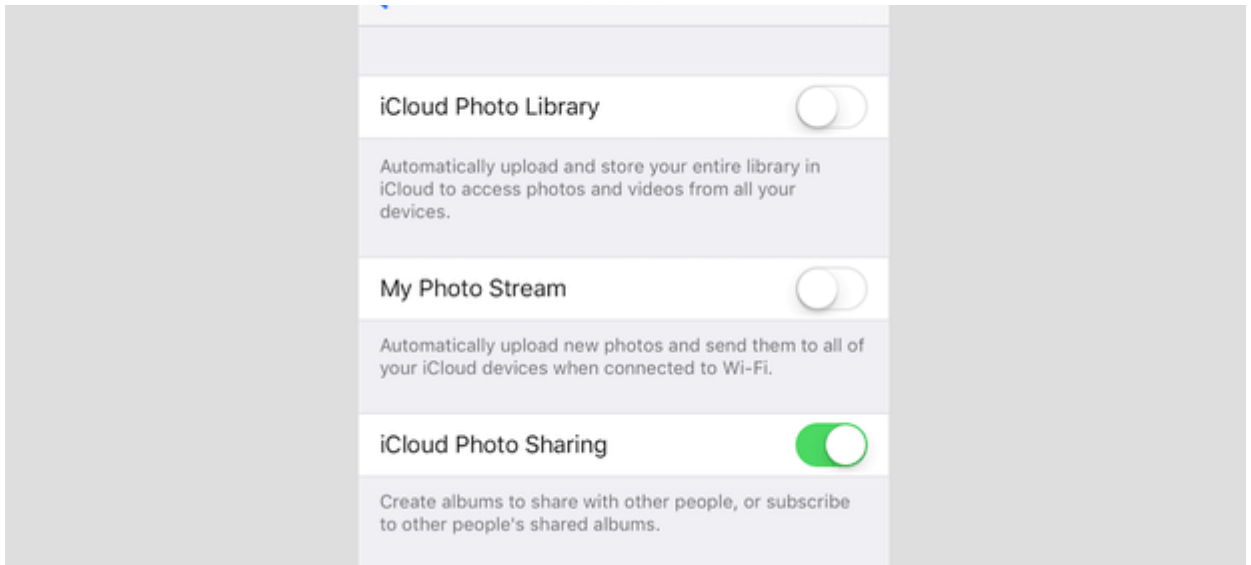 iCloud Photo Library
Automatically upload and store your entire library in
iCloud to access photos and videos from all your
devices.
My Photo Stream
Automatically upload new photos and send them to all of
your iCloud devices when connected to Wi-Fi.
iCloud Photo Sharing
Create albums to share with other people, or subscribe
to other people's shared albums.